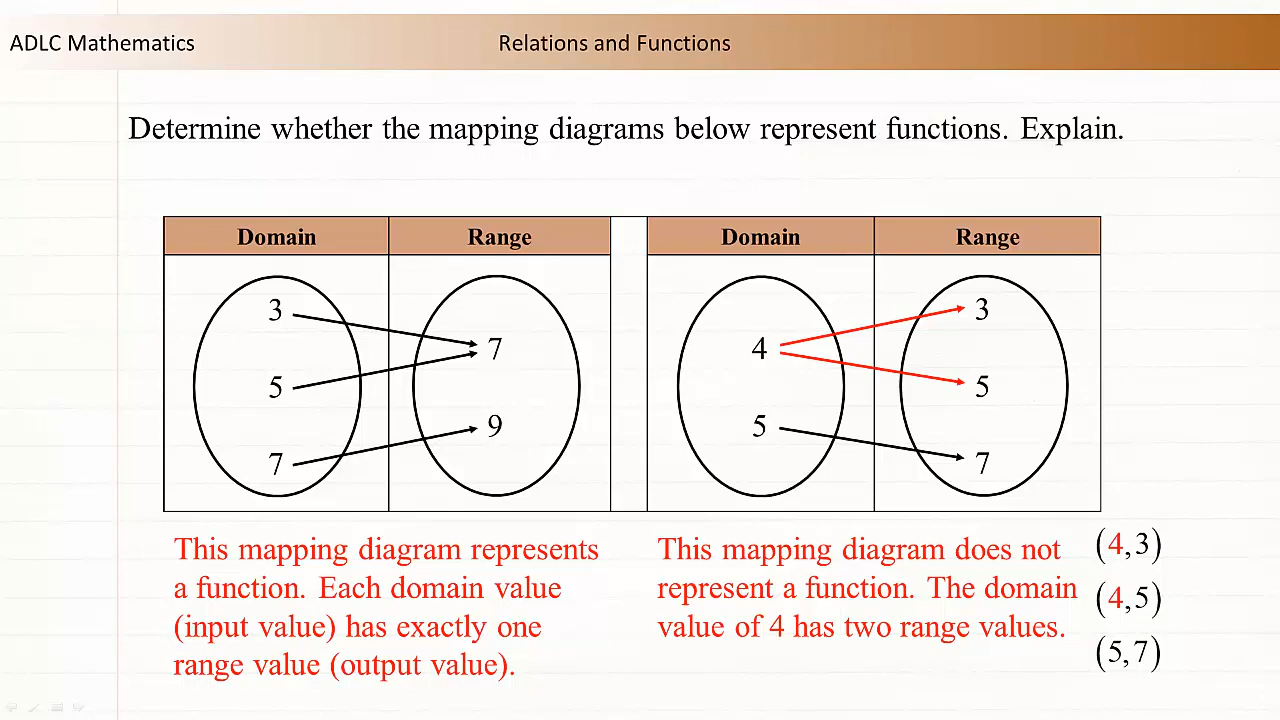 ADLC Mathematics
Relations and Functions
Determine whether the mapping diagrams below represent functions. Explain.
Domain Range Domain Range
3
5
7
7
9
4
5
3
5
7
This mapping diagram represents
a function. Each domain value
(input value) has exactly one
range value (output value).
This mapping diagram does not
represent a function. The domain
value of 4 has two range values.
(4,3)
(4,5)
(5,7)